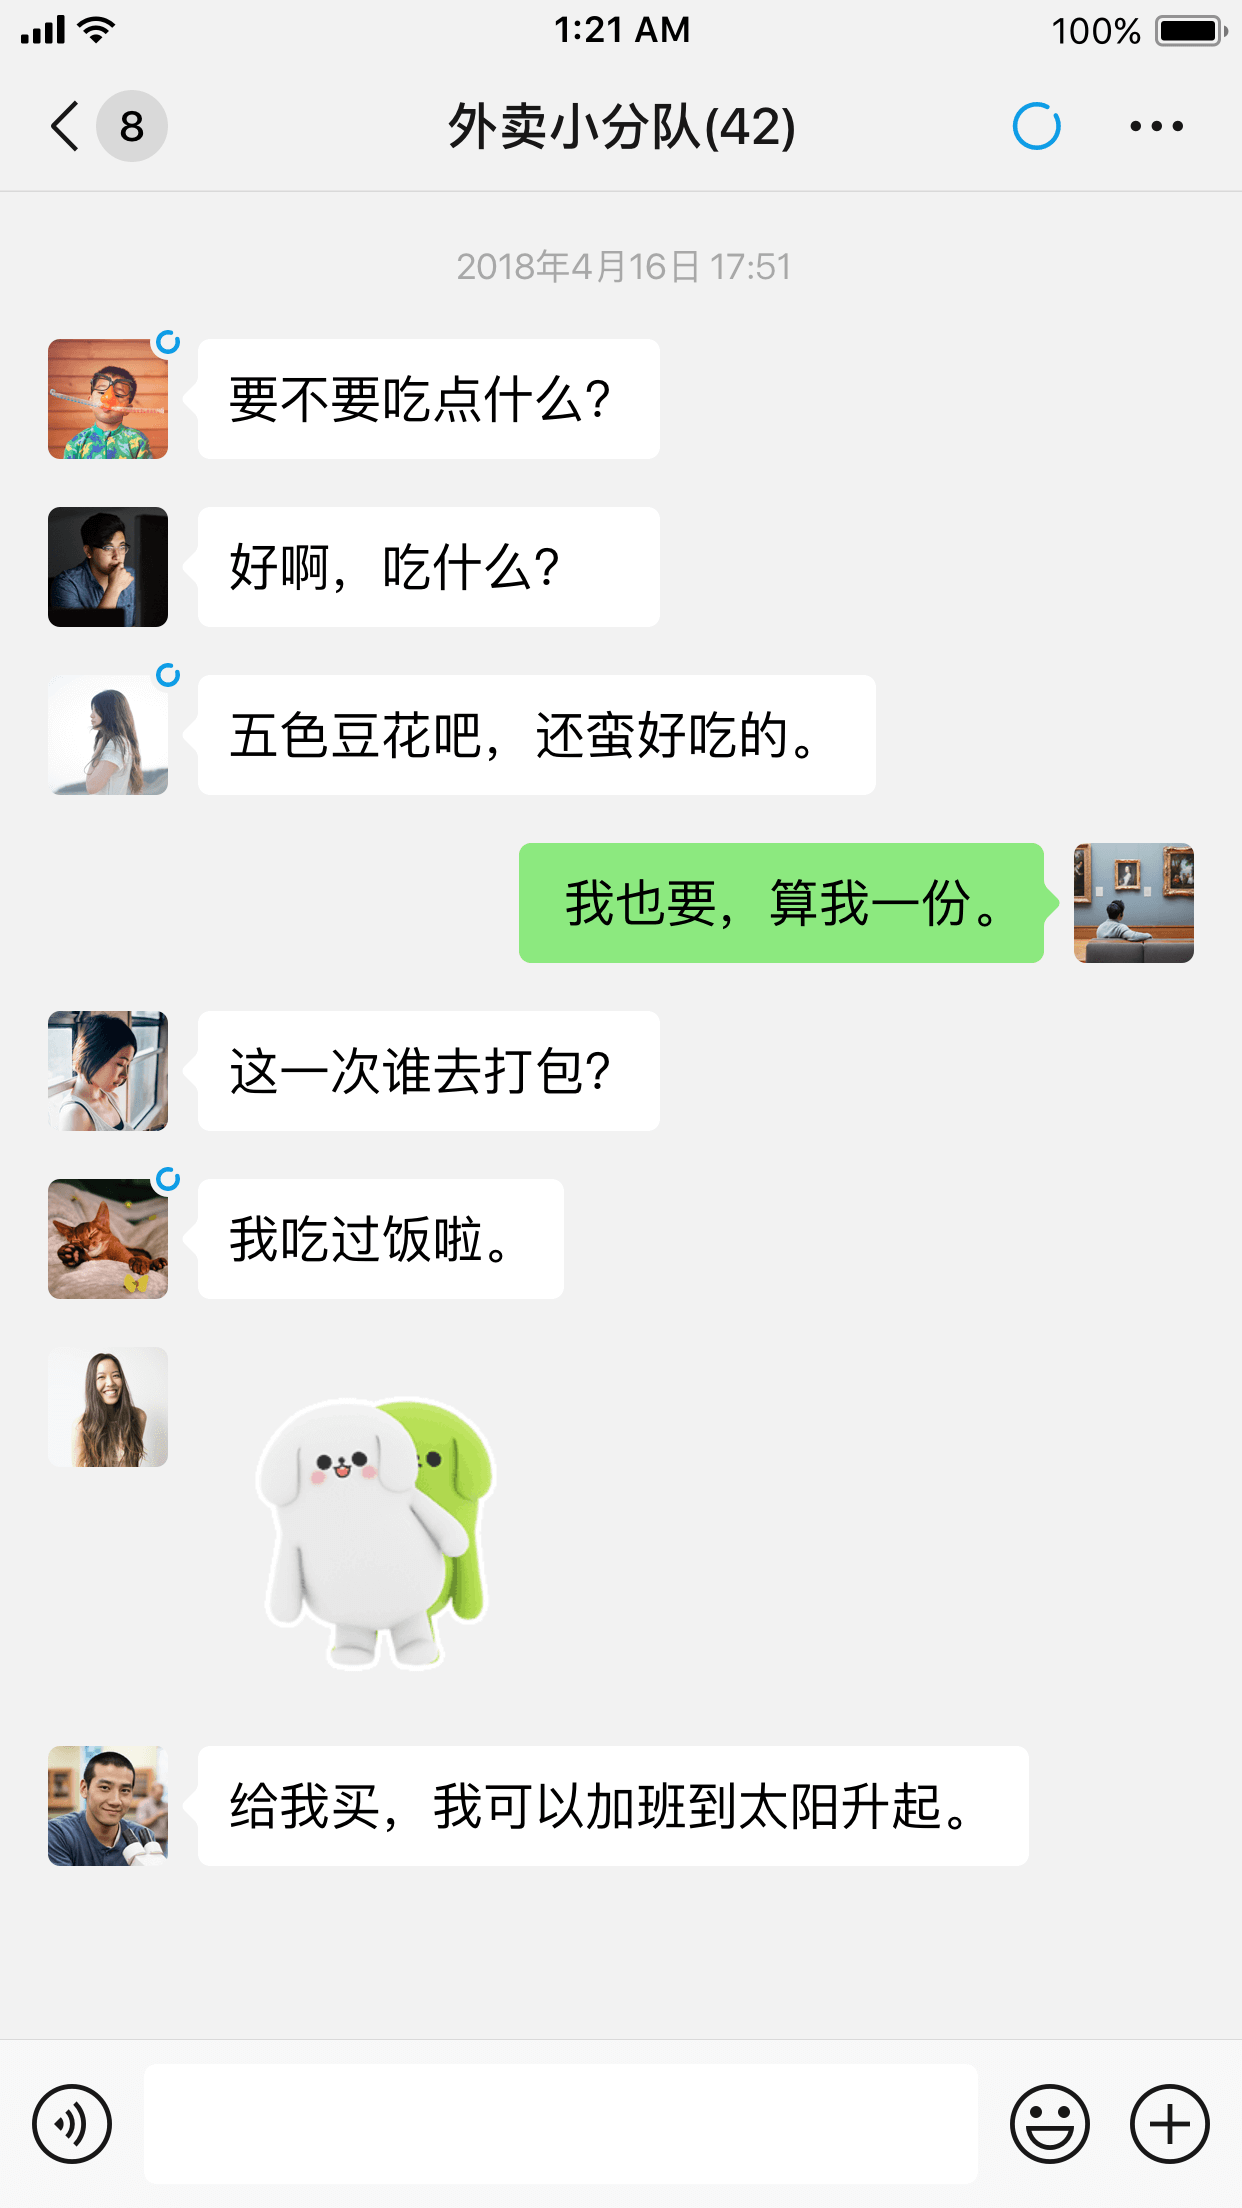 1:21 AM
100%
8
外卖小分队(42)
2018年4月16日 17:51
要不要吃点什么?
好啊，吃什么?
五色豆花吧，还蛮好吃的。
我也要，算我一份。
这一次谁去打包?
我吃过饭啦。
给我买，我可以加班到太阳升起。